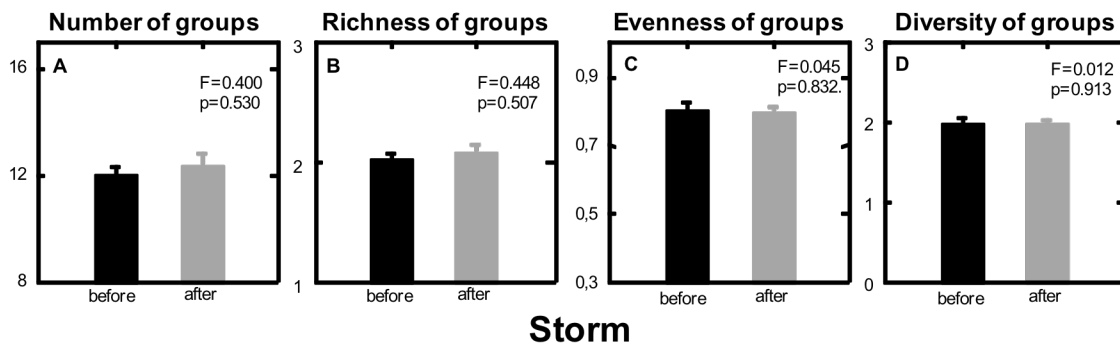 Number of groups
16
12
8
A
F=0.400
p=0.530
before after
Richness of groups
3
2
1
B
F=0.448
p=0.507
before after
Evenness of groups
0,9
0,7
0,5
0,3
C
F=0.045
p=0.832.
before after
Diversity of groups
3
2
1
0
D
F=0.012
p=0.913
before after
Storm